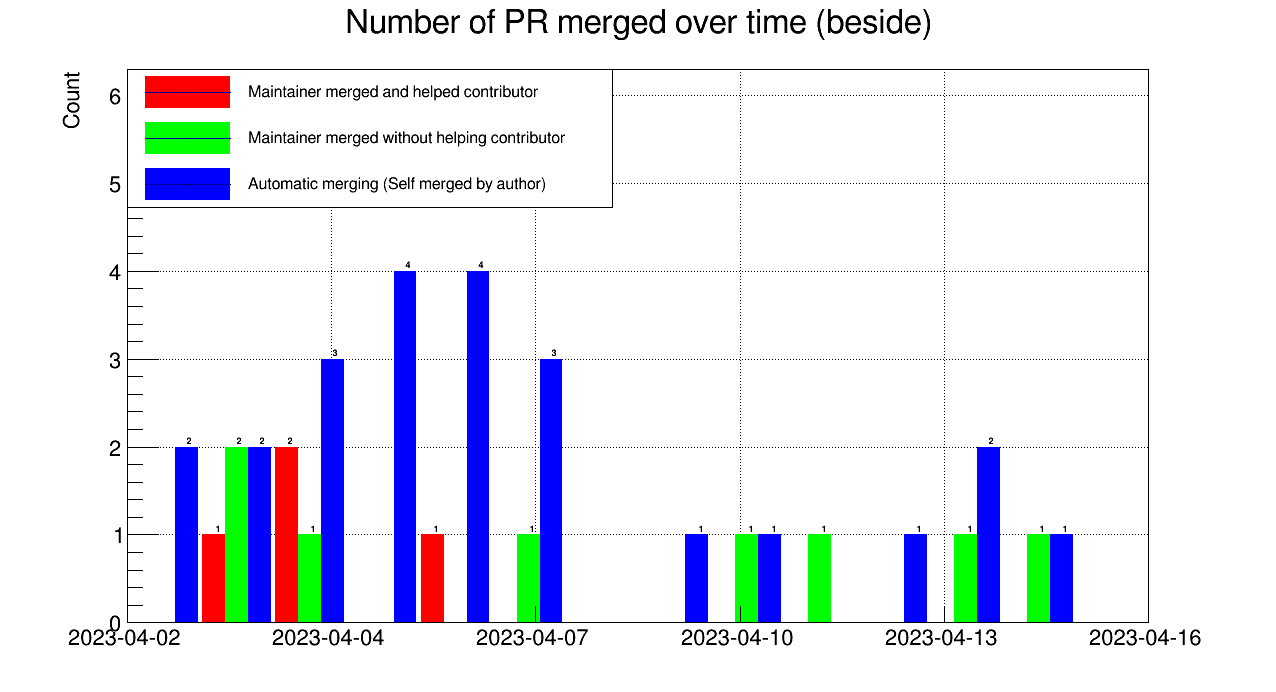 Number of PR merged over time (beside)
Count
Maintainer merged and helped contributor
Maintainer merged without helping contributor
Automatic merging (Self merged by author)
6
5
4
3
2
1
0
4 4
3 3
2 2 2 2 2
1 1 1 1 1 1 1 1 1 1 1 1
2023-04-02 2023-04-04 2023-04-07 2023-04-10 2023-04-13 2023-04-16